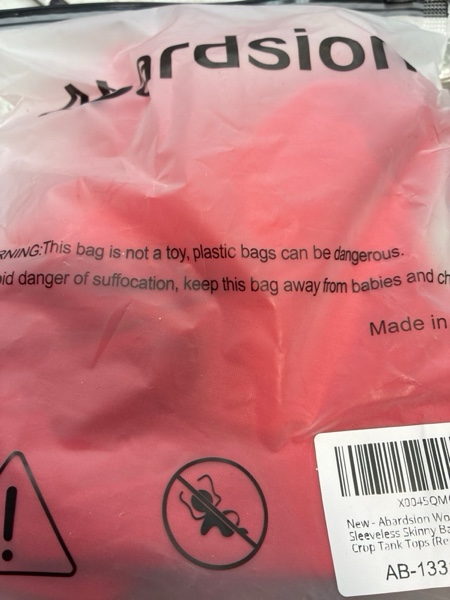 Abardsion
RNING:This bag is not a toy, plastic bags can be dangerous.
oid danger of suffocation, keep this bag away from babies and ch
Made in
X0045QM
New - Abardsion Wo
Sleeveless Skinny Ba
Crop Tank Tops (Re
AB-133